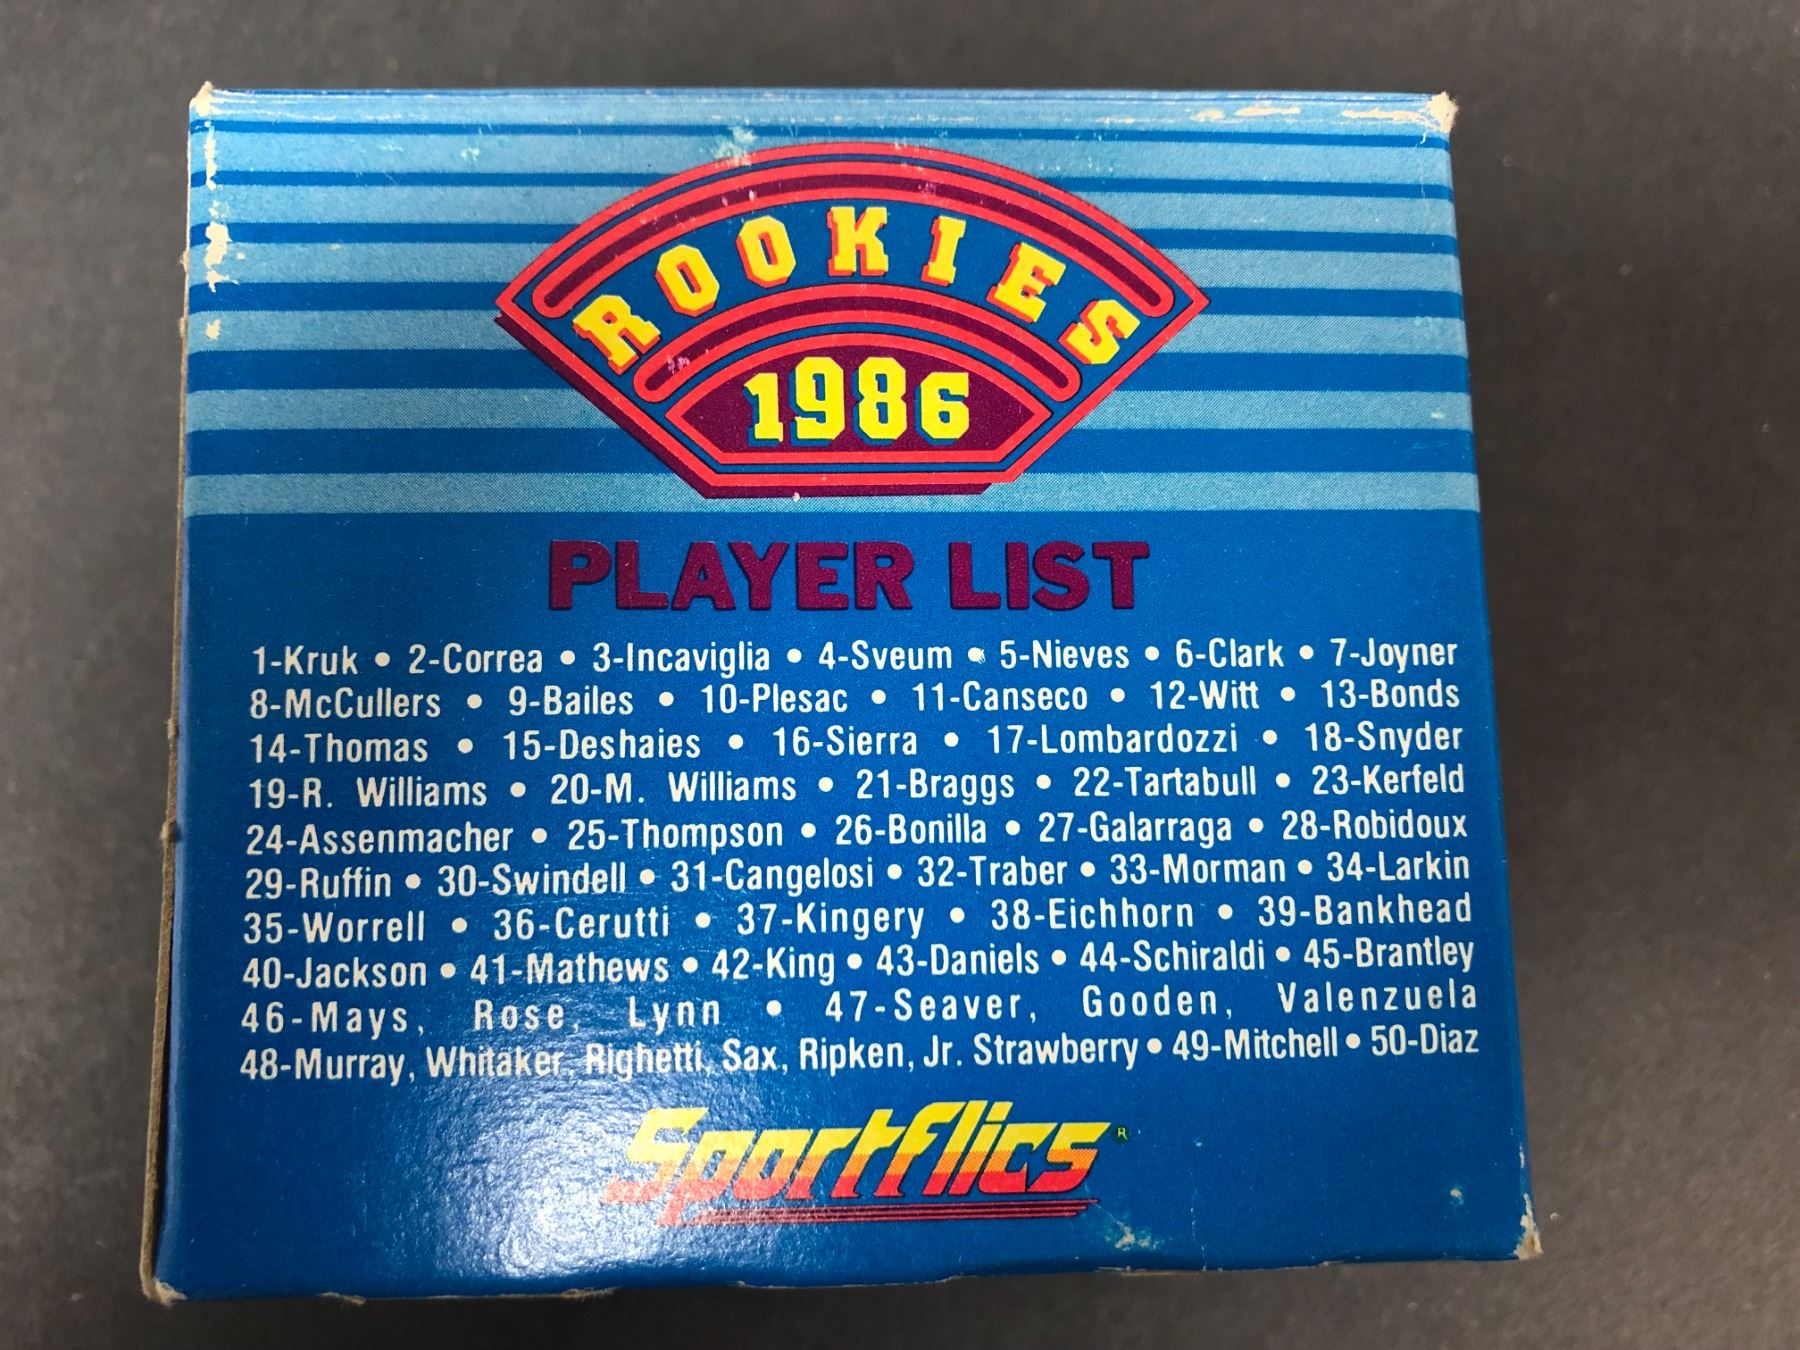 ROOKIES
1986
PLAYER LIST
1-Kruk • 2-Correa • 3-Incaviglia • 4-Sveum • 5-Nieves • 6-Clark • 7-Joyner
8-McCullers • 9-Bailes • 10-Plesac • 11-Canseco • 12-Witt • 13-Bonds
14-Thomas • 15-Deshaies • 16-Sierra • 17-Lombardozzi • 18-Snyder
19-R. Williams • 20-M. Williams • 21-Braggs • 22-Tartabull • 23-Kerfeld
24-Assenmacher • 25-Thompson • 26-Bonilla • 27-Galarraga • 28-Robidoux
29-Ruffin • 30-Swindell • 31-Cangelosi • 32-Traber • 33-Morman • 34-Larkin
35-Worrell • 36-Cerutti • 37-Kingery • 38-Eichhorn • 39-Bankhead
40-Jackson • 41-Mathews • 42-King • 43-Daniels • 44-Schiraldi • 45-Brantley
46-Mays, Rose, Lynn • 47-Seaver, Gooden, Valenzuela
48-Murray, Whitaker, Righetti, Sax, Ripken, Jr. Strawberry • 49-Mitchell • 50-Diaz
Sportflics®